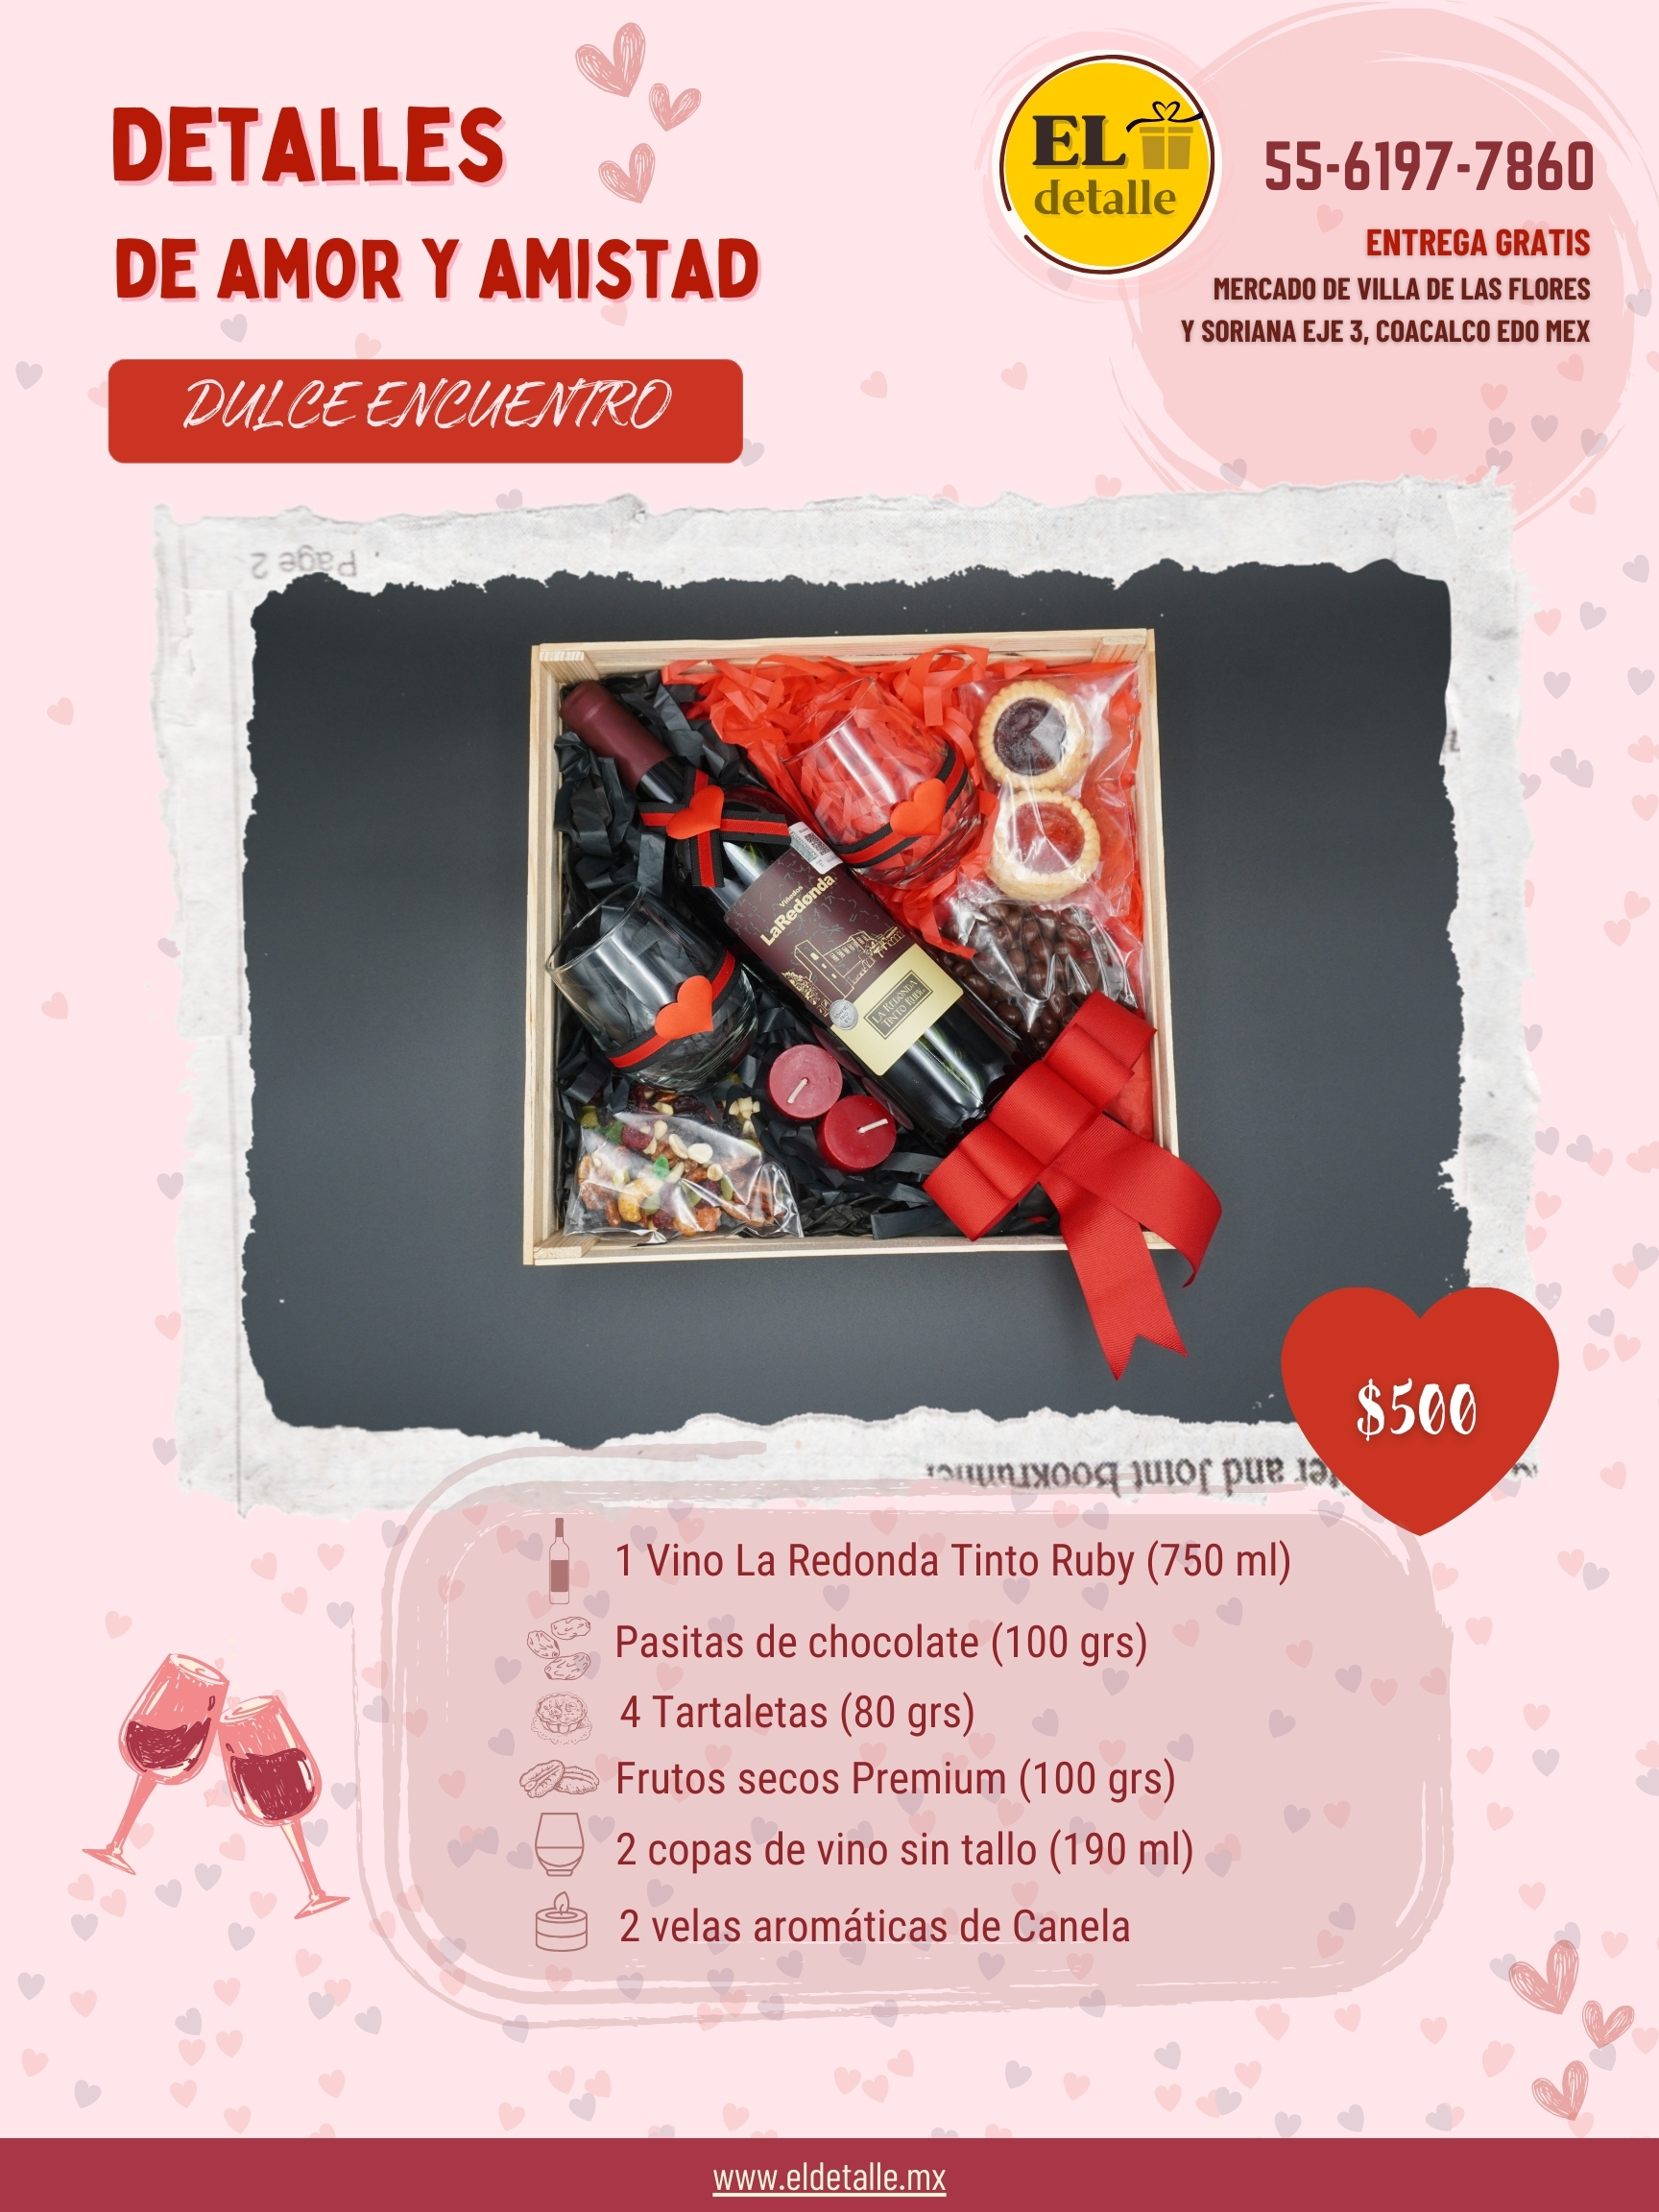 DETALLES
DE AMOR Y AMISTAD
DULCE ENCUENTRO
EL
detalle
55-6197-7860
ENTREGA GRATIS
MERCADO DE VILLA DE LAS FLORES
Y SORIANA EJE 3, COACALCO EDO MEX
Page 2
Viñedos
LaRedonda
LA REDONDA
TINTO RUBY
$500
and Joint Bookrunner
1 Vino La Redonda Tinto Ruby (750 ml)
Pasitas de chocolate (100 grs)
4 Tartaletas (80 grs)
Frutos secos Premium (100 grs)
2 copas de vino sin tallo (190 ml)
2 velas aromáticas de Canela
www.eldetalle.mx